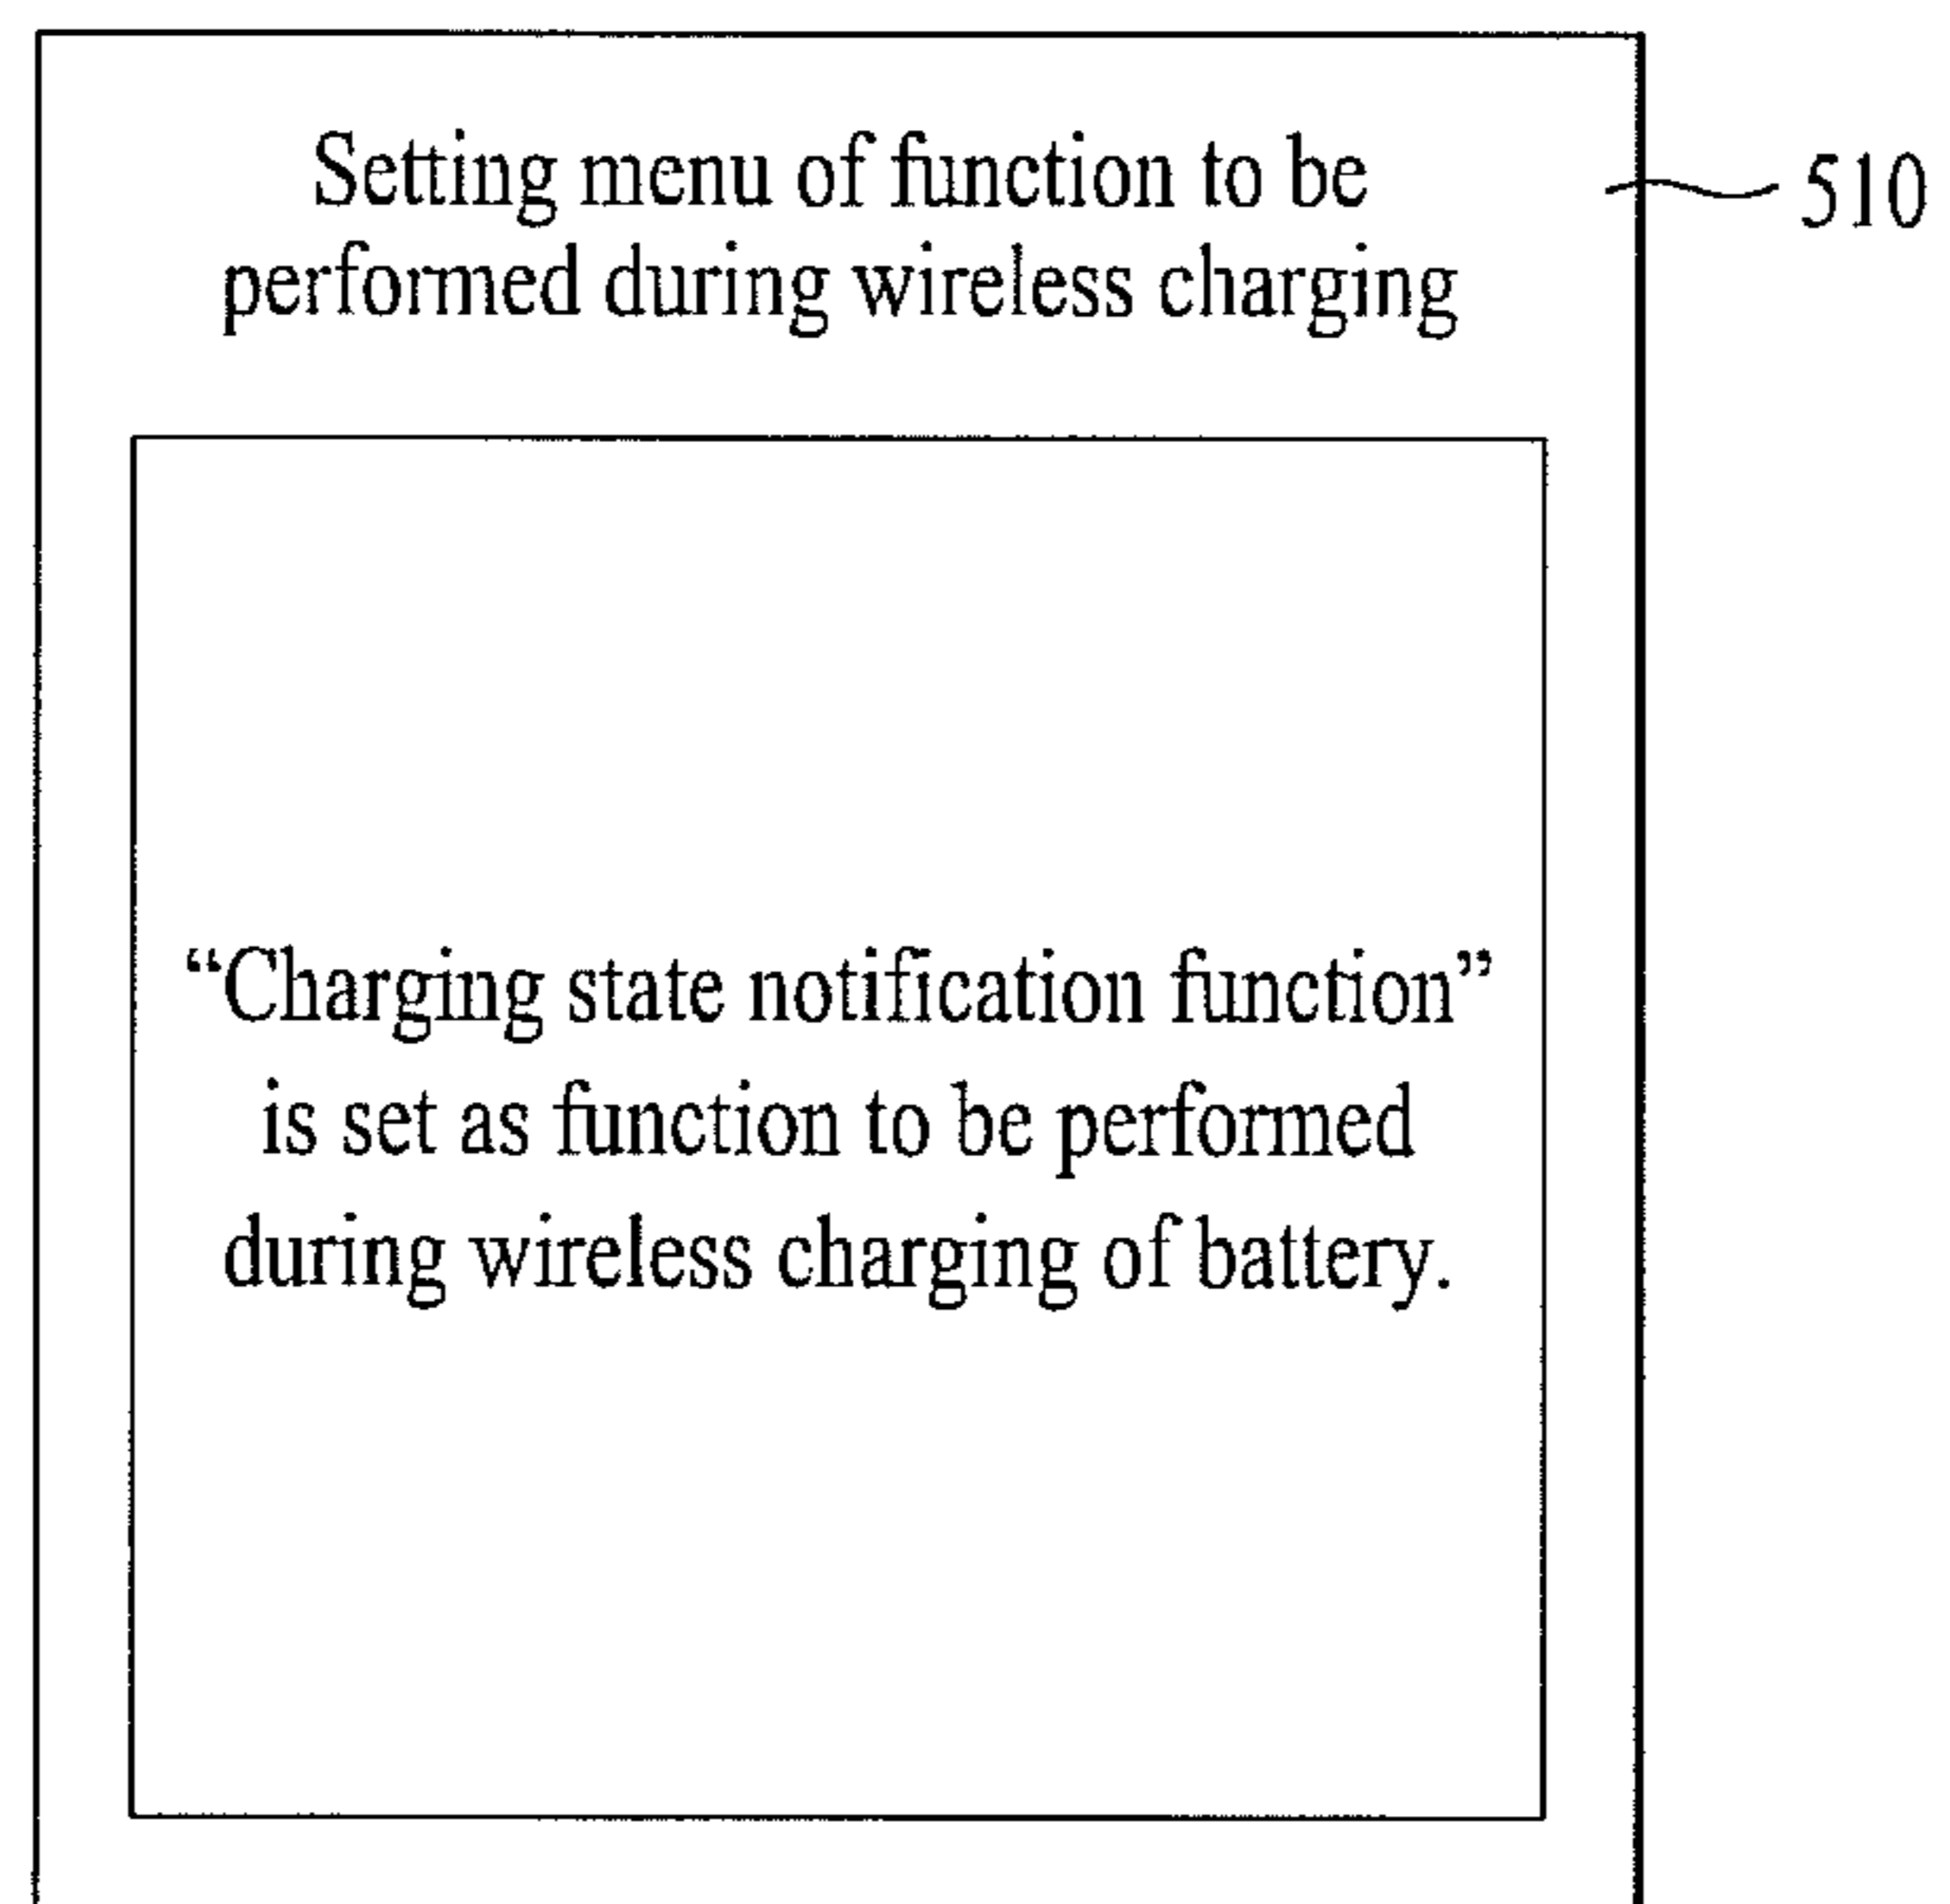 Setting menu of function to be
performed during wireless charging
510
“Charging state notification function”
is set as function to be performed
during wireless charging of battery.